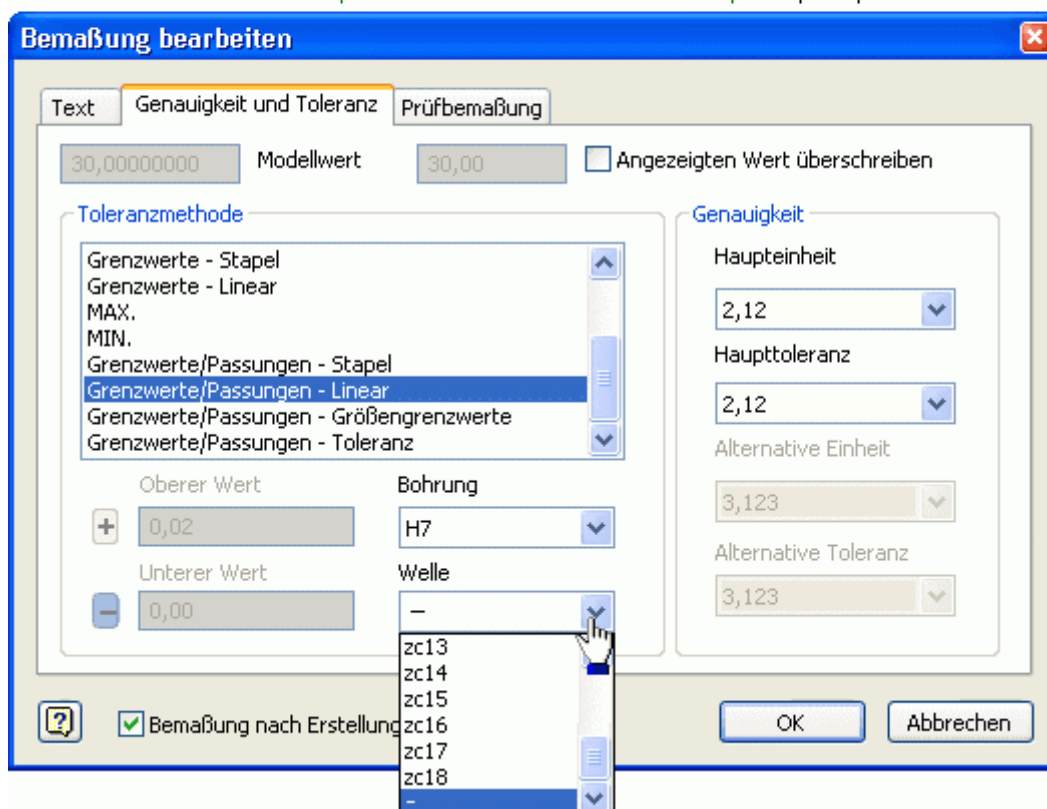 Bemaßung bearbeiten
Text Genauigkeit und Toleranz Prüfbemaßung
30,00000000 Modellwert 30,00 Angezeigten Wert überschreiben
Toleranzmethode
Grenzwerte - Stapel
Grenzwerte - Linear
MAX.
MIN.
Grenzwerte/Passungen - Stapel
Grenzwerte/Passungen - Linear
Grenzwerte/Passungen - Größengrenzwerte
Grenzwerte/Passungen - Toleranz
Oberer Wert Bohrung
+ 0,02 H7
Unterer Wert Welle
– 0,00 –
zc13
zc14
zc15
zc16
zc17
zc18
-
Genauigkeit
Haupteinheit
2,12
Haupttoleranz
2,12
Alternative Einheit
3,123
Alternative Toleranz
3,123
? Bemaßung nach Erstellung
OK Abbrechen